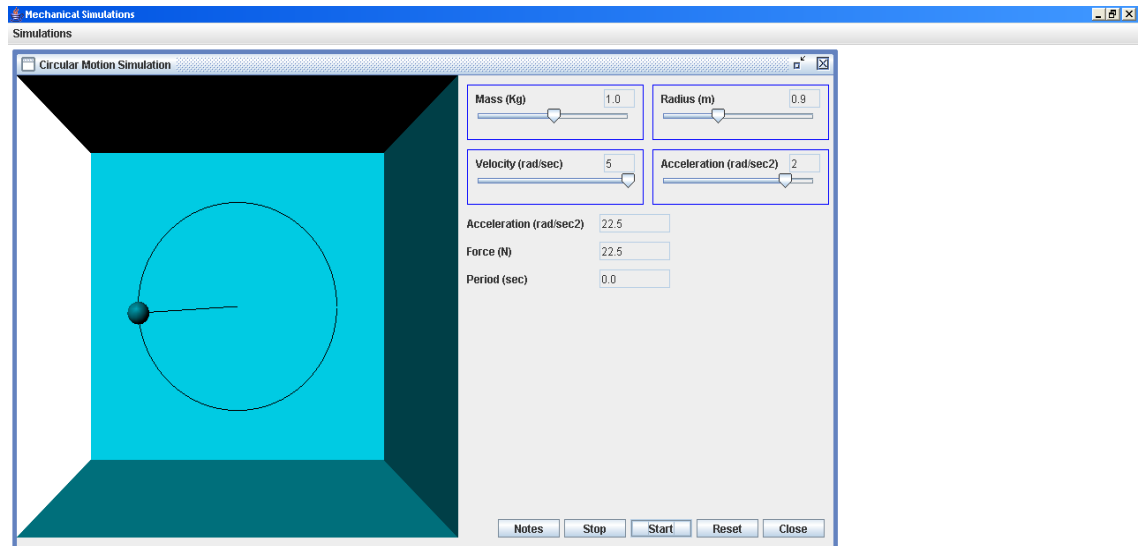 Mechanical Simulations
Simulations
Circular Motion Simulation
Mass (Kg) 1.0 Radius (m) 0.9
Velocity (rad/sec) 5 Acceleration (rad/sec2) 2
Acceleration (rad/sec2) 22.5
Force (N) 22.5
Period (sec) 0.0
Notes Stop Start Reset Close